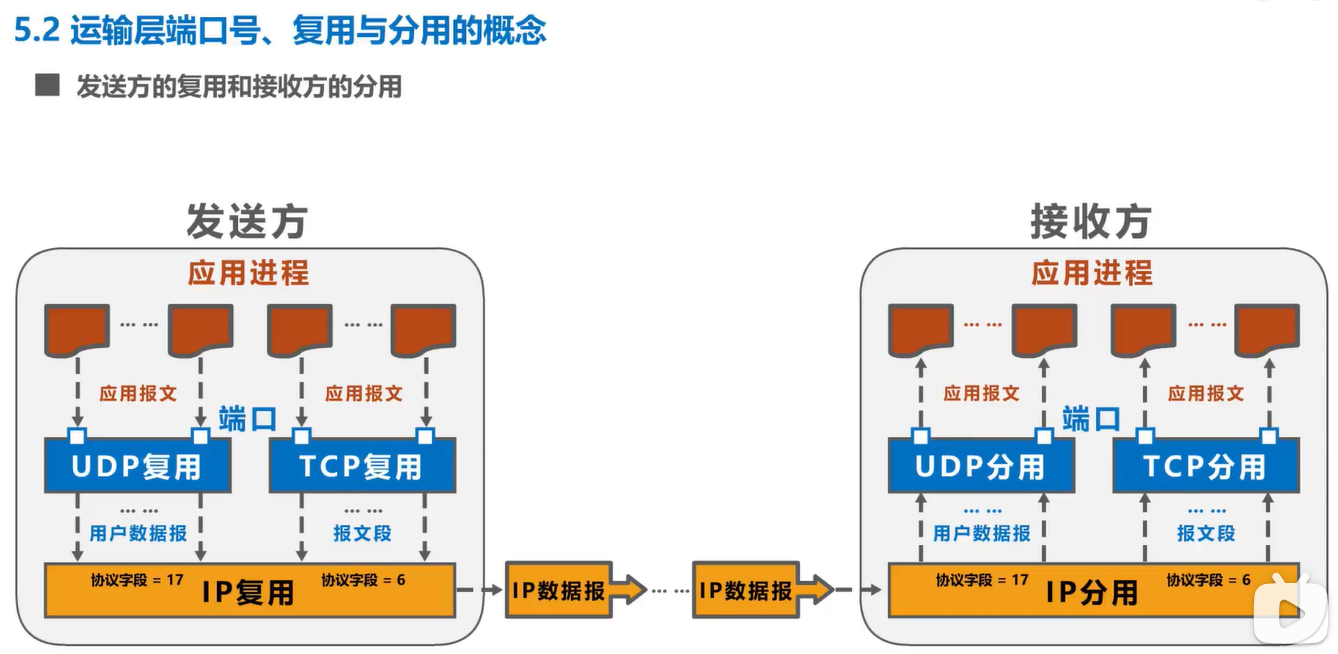 5.2 运输层端口号、复用与分用的概念
发送方的复用和接收方的分用
发送方
应用进程
... ...
... ...
应用报文
应用报文
端口
UDP复用
TCP复用
... ...
... ...
用户数据报
报文段
协议字段 = 17
IP复用
协议字段 = 6
IP数据报
... ...
IP数据报
接收方
应用进程
... ...
... ...
应用报文
应用报文
端口
UDP分用
TCP分用
... ...
... ...
用户数据报
报文段
协议字段 = 17
IP分用
协议字段 = 6